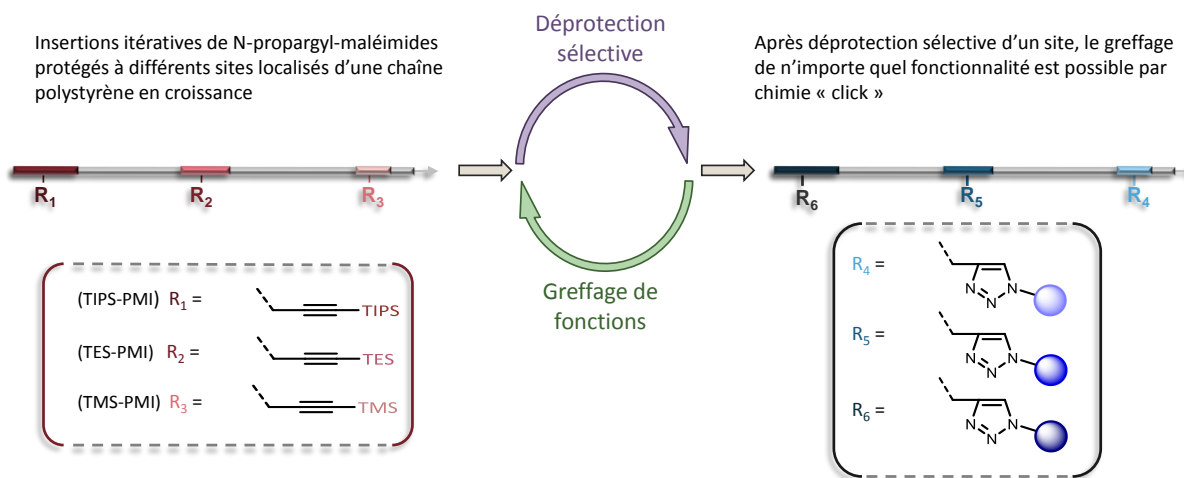 Insertions itératives de N-propargyl-maléimides
protégés à différents sites localisés d'une chaîne
polystyrène en croissance
Déprotection
sélective
Après déprotection sélective d'un site, le greffage
de n'importe quel fonctionnalité est possible par
chimie « click »
R1
R2
R3
Greffage de
fonctions
R6
R5
R4
(TIPS-PMI) R1 =
TIPS
(TES-PMI) R2 =
TES
(TMS-PMI) R3 =
TMS
R4 =
N
N
N
R5 =
N
N
N
R6 =
N
N
N